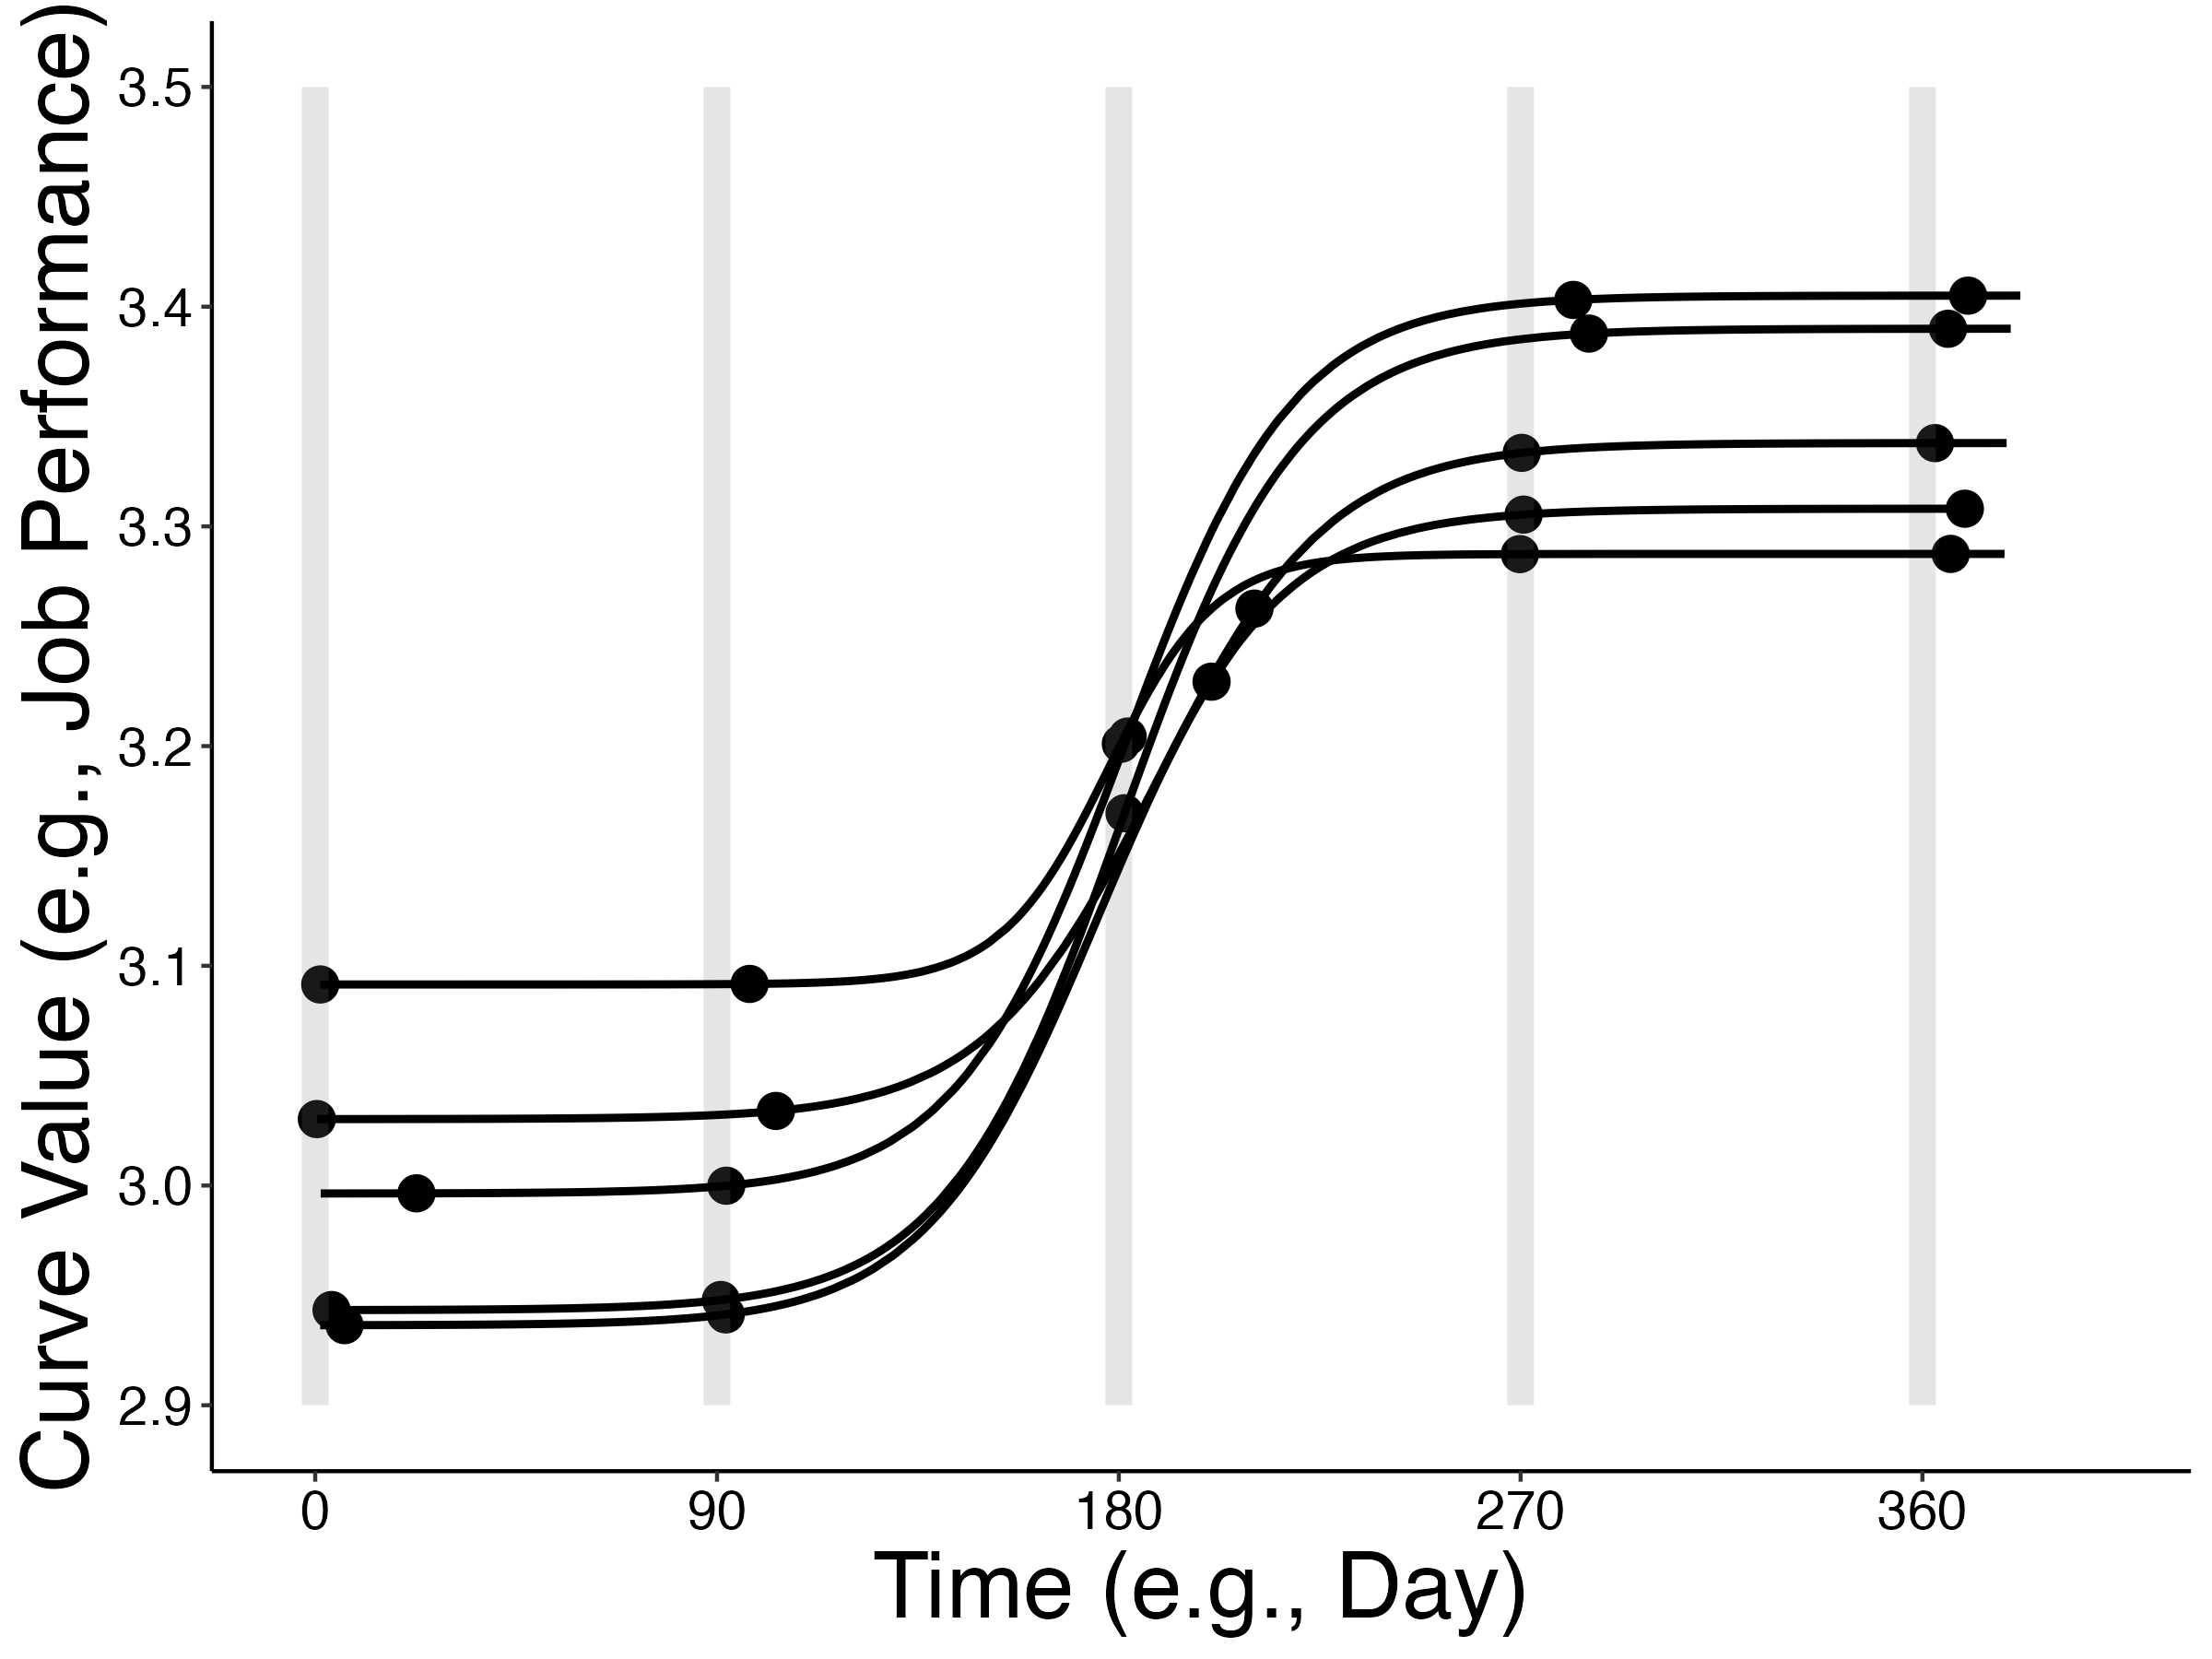 Curve Value (e.g., Job Performance)
3.5
3.4
3.3
3.2
3.1
3.0
2.9
0 90 180 270 360
Time (e.g., Day)